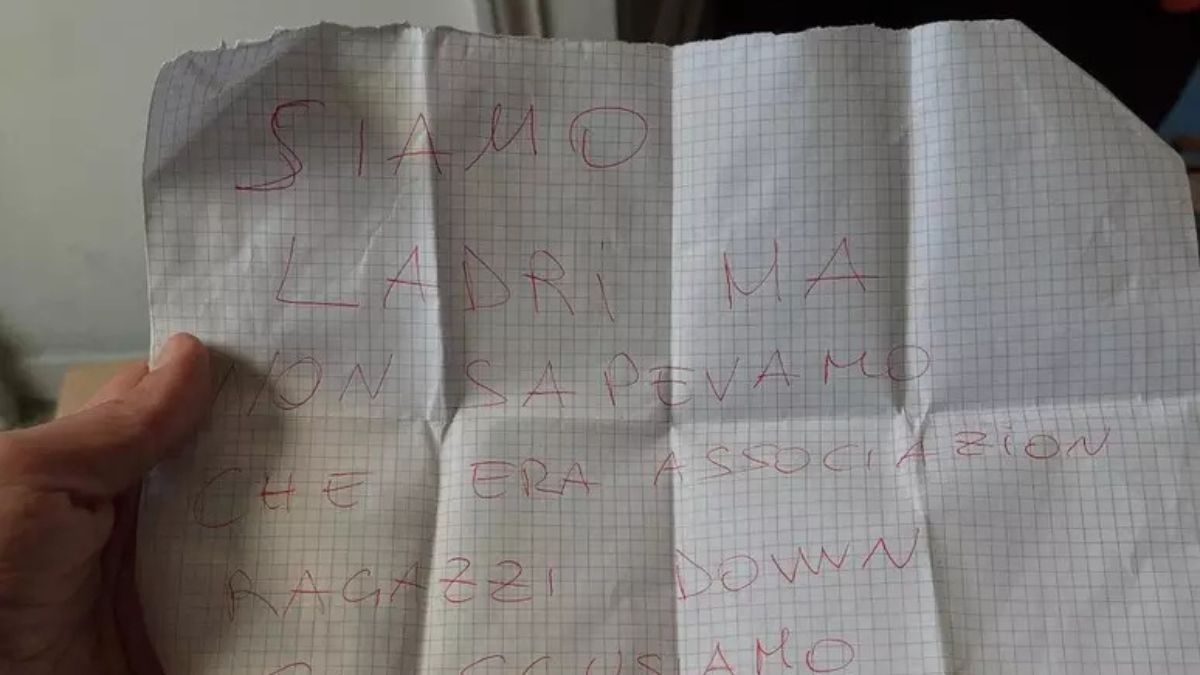 SIAMO
LADRI MA
NON SAPEVAMO
CHE ERA ASSOCIAZION
RAGAZZI DOWN